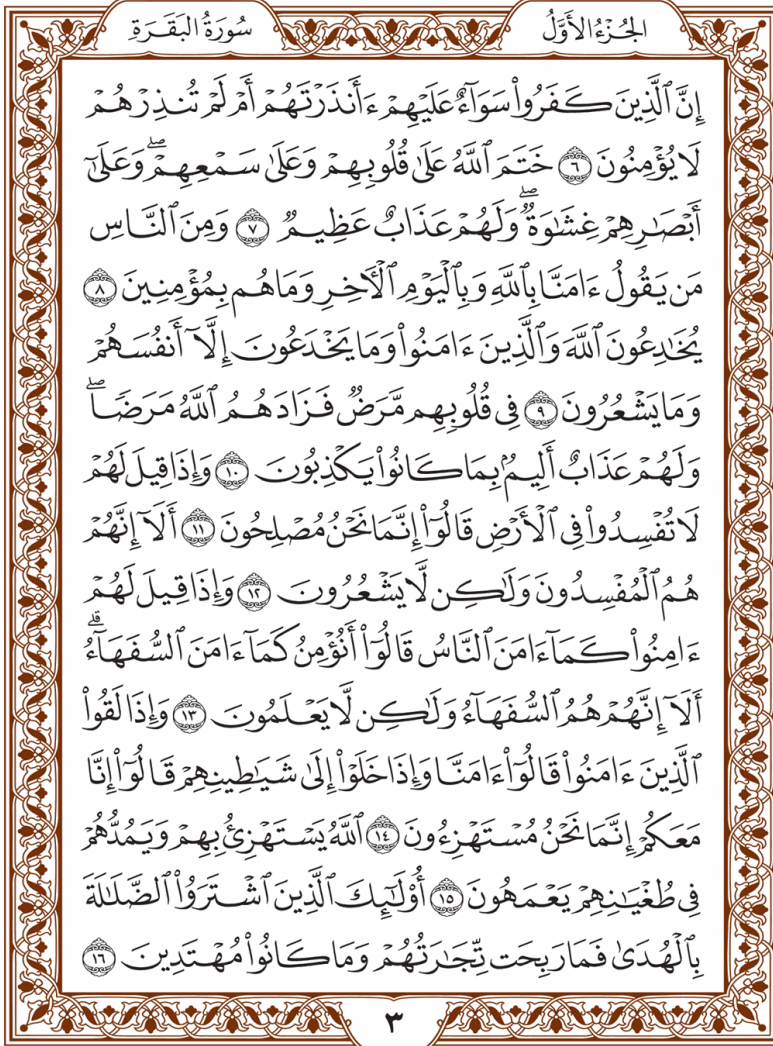 الجُزْءُ الأَوَّلُ
سُورَةُ البَقَرَةِ
إِنَّ ٱلَّذِينَ كَفَرُوا۟ سَوَآءٌ عَلَيْهِمْ ءَأَنذَرْتَهُمْ أَمْ لَمْ تُنذِرْهُمْ
لَا يُؤْمِنُونَ ٦ خَتَمَ ٱللَّهُ عَلَىٰ قُلُوبِهِمْ وَعَلَىٰ سَمْعِهِمْ ۖ وَعَلَىٰٓ
أَبْصَٰرِهِمْ غِشَٰوَةٌ ۖ وَلَهُمْ عَذَابٌ عَظِيمٌ ٧ وَمِنَ ٱلنَّاسِ
مَن يَقُولُ ءَامَنَّا بِٱللَّهِ وَبِٱلْيَوْمِ ٱلْـَٔاخِرِ وَمَا هُم بِمُؤْمِنِينَ ٨
يُخَٰدِعُونَ ٱللَّهَ وَٱلَّذِينَ ءَامَنُوا۟ وَمَا يَخْدَعُونَ إِلَّآ أَنفُسَهُمْ
وَمَا يَشْعُرُونَ ٩ فِى قُلُوبِهِم مَّرَضٌ فَزَادَهُمُ ٱللَّهُ مَرَضًا ۖ
وَلَهُمْ عَذَابٌ أَلِيمٌۢ بِمَا كَانُوا۟ يَكْذِبُونَ ١٠ وَإِذَا قِيلَ لَهُمْ
لَا تُفْسِدُوا۟ فِى ٱلْأَرْضِ قَالُوٓا۟ إِنَّمَا نَحْنُ مُصْلِحُونَ ١١ أَلَآ إِنَّهُمْ
هُمُ ٱلْمُفْسِدُونَ وَلَٰكِن لَّا يَشْعُرُونَ ١٢ وَإِذَا قِيلَ لَهُمْ
ءَامِنُوا۟ كَمَآ ءَامَنَ ٱلنَّاسُ قَالُوٓا۟ أَنُؤْمِنُ كَمَآ ءَامَنَ ٱلسُّفَهَآءُ ۗ
أَلَآ إِنَّهُمْ هُمُ ٱلسُّفَهَآءُ وَلَٰكِن لَّا يَعْلَمُونَ ١٣ وَإِذَا لَقُوا۟
ٱلَّذِينَ ءَامَنُوا۟ قَالُوٓا۟ ءَامَنَّا وَإِذَا خَلَوْا۟ إِلَىٰ شَيَٰطِينِهِمْ قَالُوٓا۟ إِنَّا
مَعَكُمْ إِنَّمَا نَحْنُ مُسْتَهْزِءُونَ ١٤ ٱللَّهُ يَسْتَهْزِئُ بِهِمْ وَيَمُدُّهُمْ
فِى طُغْيَٰنِهِمْ يَعْمَهُونَ ١٥ أُو۟لَٰٓئِكَ ٱلَّذِينَ ٱشْتَرَوُا۟ ٱلضَّلَٰلَةَ
بِٱلْهُدَىٰ فَمَا رَبِحَت تِّجَٰرَتُهُمْ وَمَا كَانُوا۟ مُهْتَدِينَ ١٦
٣